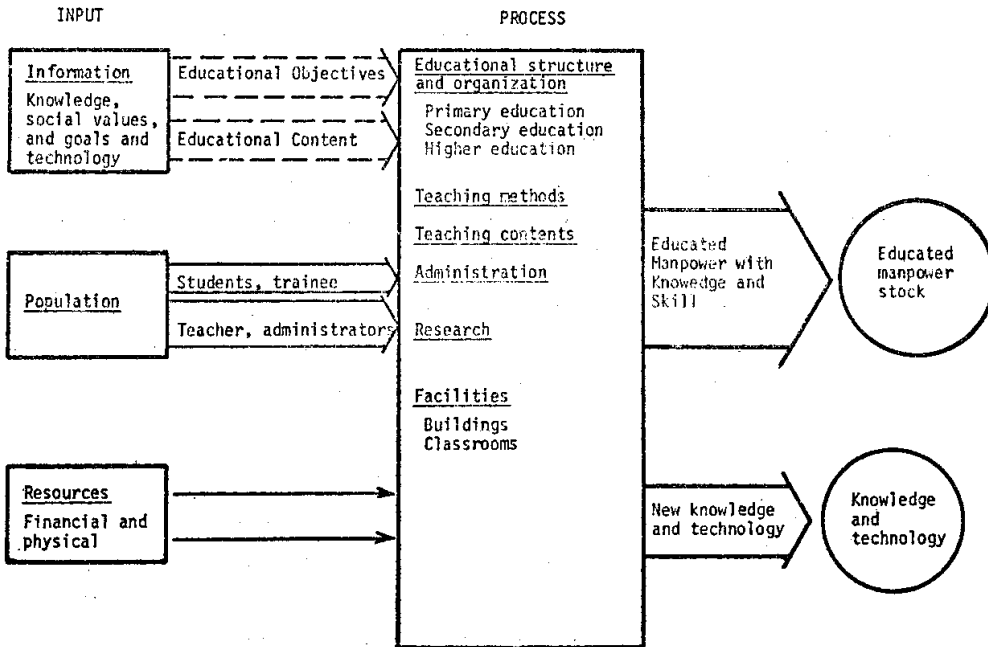 INPUT
PROCESS
Information
Knowledge,
social values,
and goals and
technology
Educational Objectives
Educational Content
Population
Students, trainee
Teacher, administrators
Resources
Financial and
physical
Educational structure
and organization
Primary education
Secondary education
Higher education
Teaching methods
Teaching contents
Administration
Research
Facilities
Buildings
Classrooms
Educated
Manpower with
Knowedge and
Skill
New knowledge
and technology
Educated
manpower
stock
Knowledge
and
technology